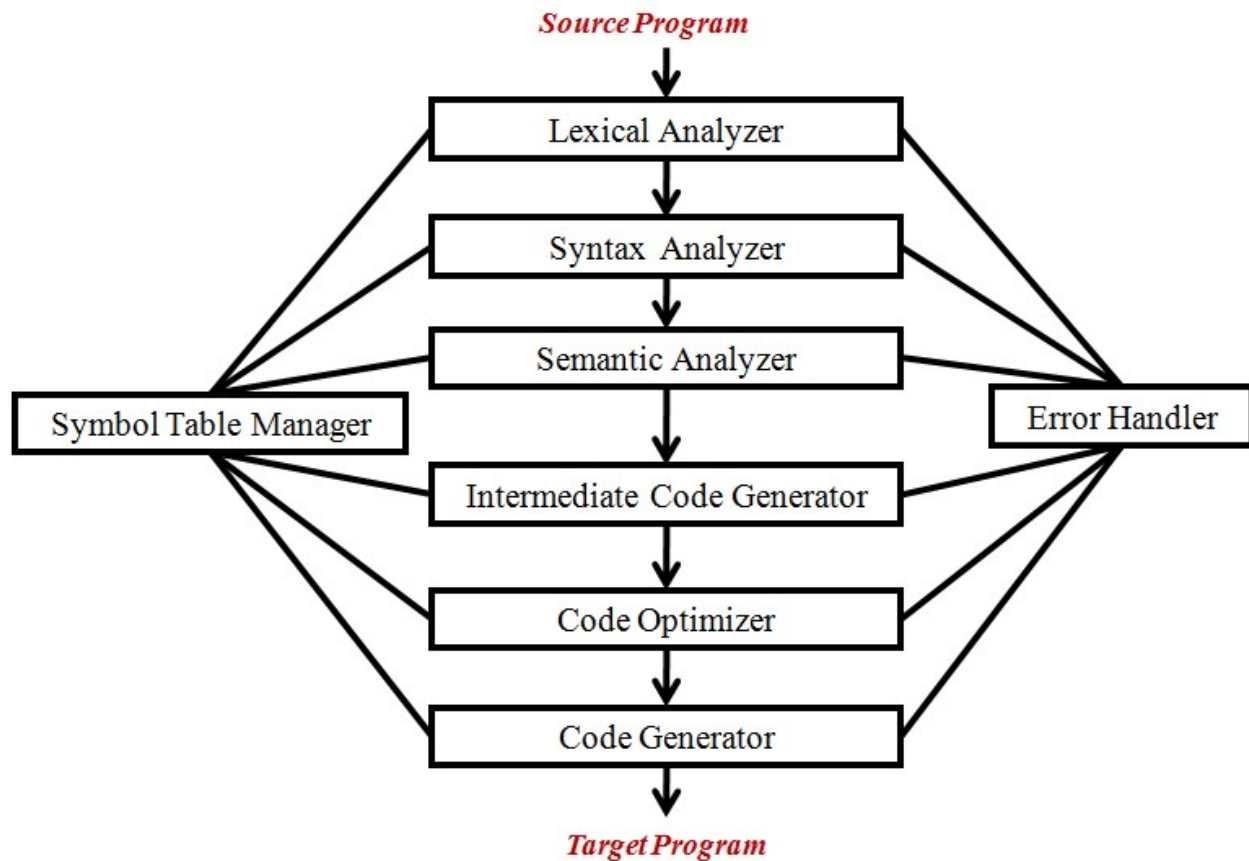 Source Program
Lexical Analyzer
Syntax Analyzer
Semantic Analyzer
Symbol Table Manager
Error Handler
Intermediate Code Generator
Code Optimizer
Code Generator
Target Program